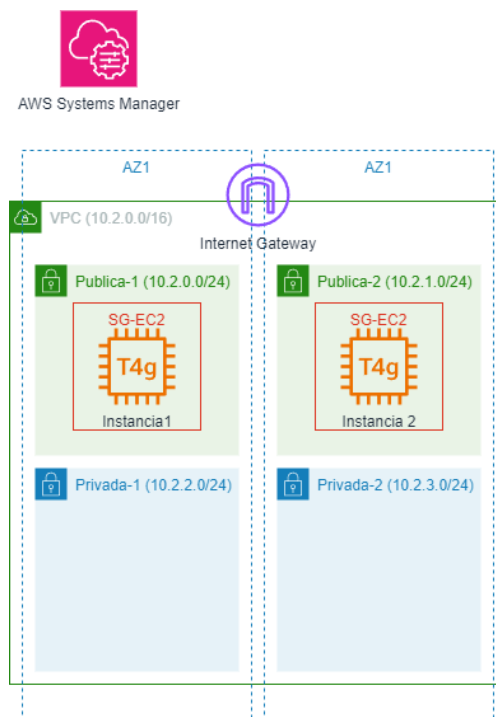 AWS Systems Manager
AZ1
AZ1
VPC (10.2.0.0/16)
Internet Gateway
Publica-1 (10.2.0.0/24)
Publica-2 (10.2.1.0/24)
SG-EC2
SG-EC2
T4g
T4g
Instancia1
Instancia 2
Privada-1 (10.2.2.0/24)
Privada-2 (10.2.3.0/24)